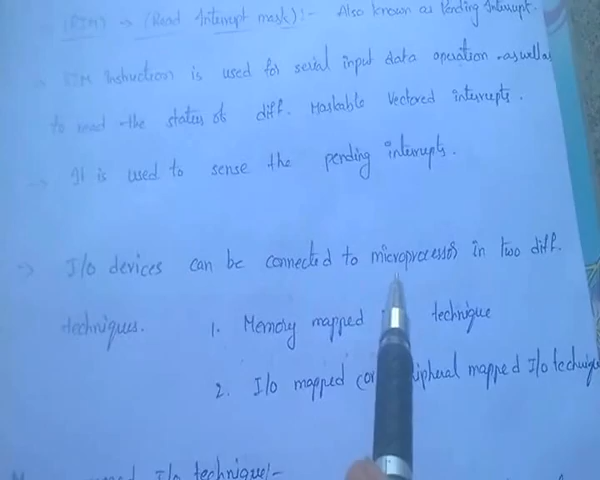 (RIM) → (Read Interrupt mask) :- Also known as Pending Interrupt.
RIM Instruction is used for serial input data operation as well as
to read the status of diff. Maskable Vectored interrupts.
→ It is used to sense the pending interrupts.
→ I/o devices can be connected to microprocessor in two diff.
techniques. 1. Memory mapped technique
2. I/o mapped (or) mapped I/o technique
I/o technique:-